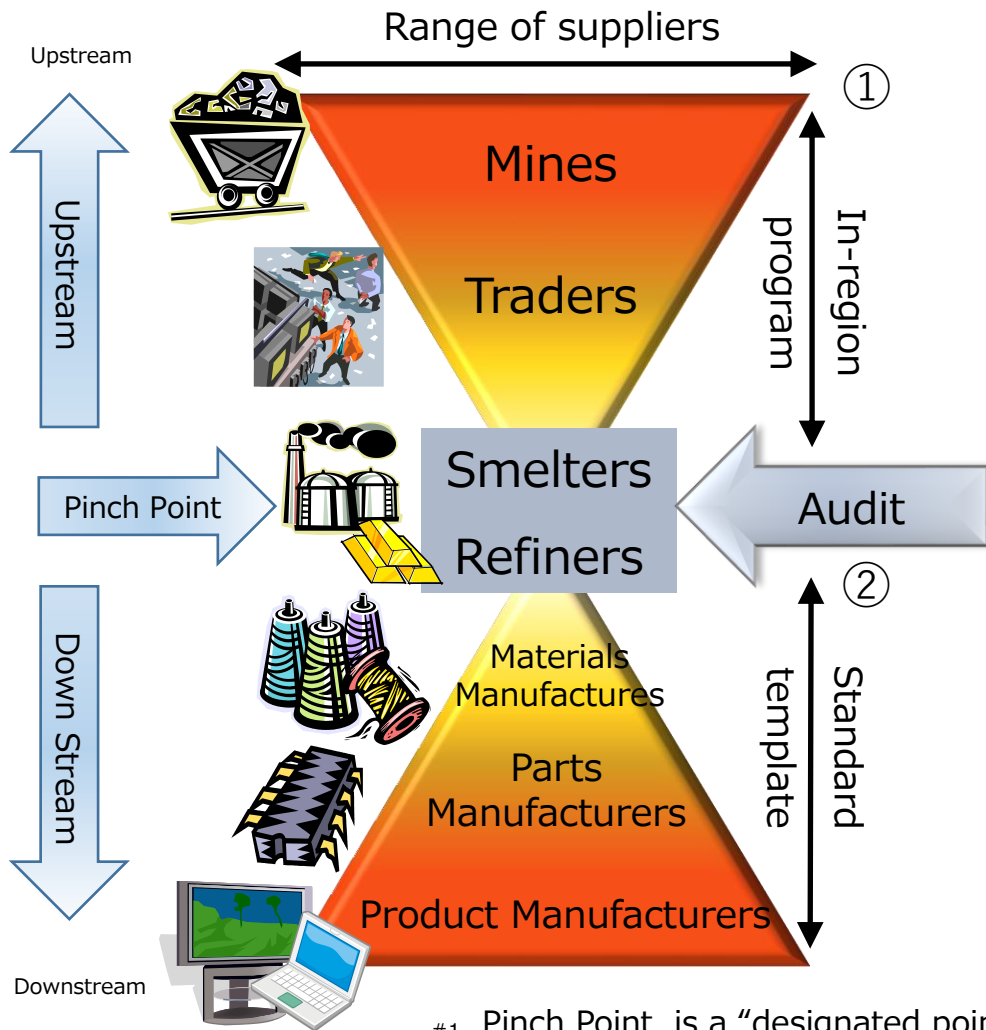 Range of suppliers
Upstream
①
Mines
Upstream
In-region
program
Traders
Smelters
Pinch Point
Audit
Refiners
②
Down Stream
Materials
Manufactures
Standard
template
Parts
Manufacturers
Product Manufacturers
Downstream
#1 Pinch Point is a “designated poin